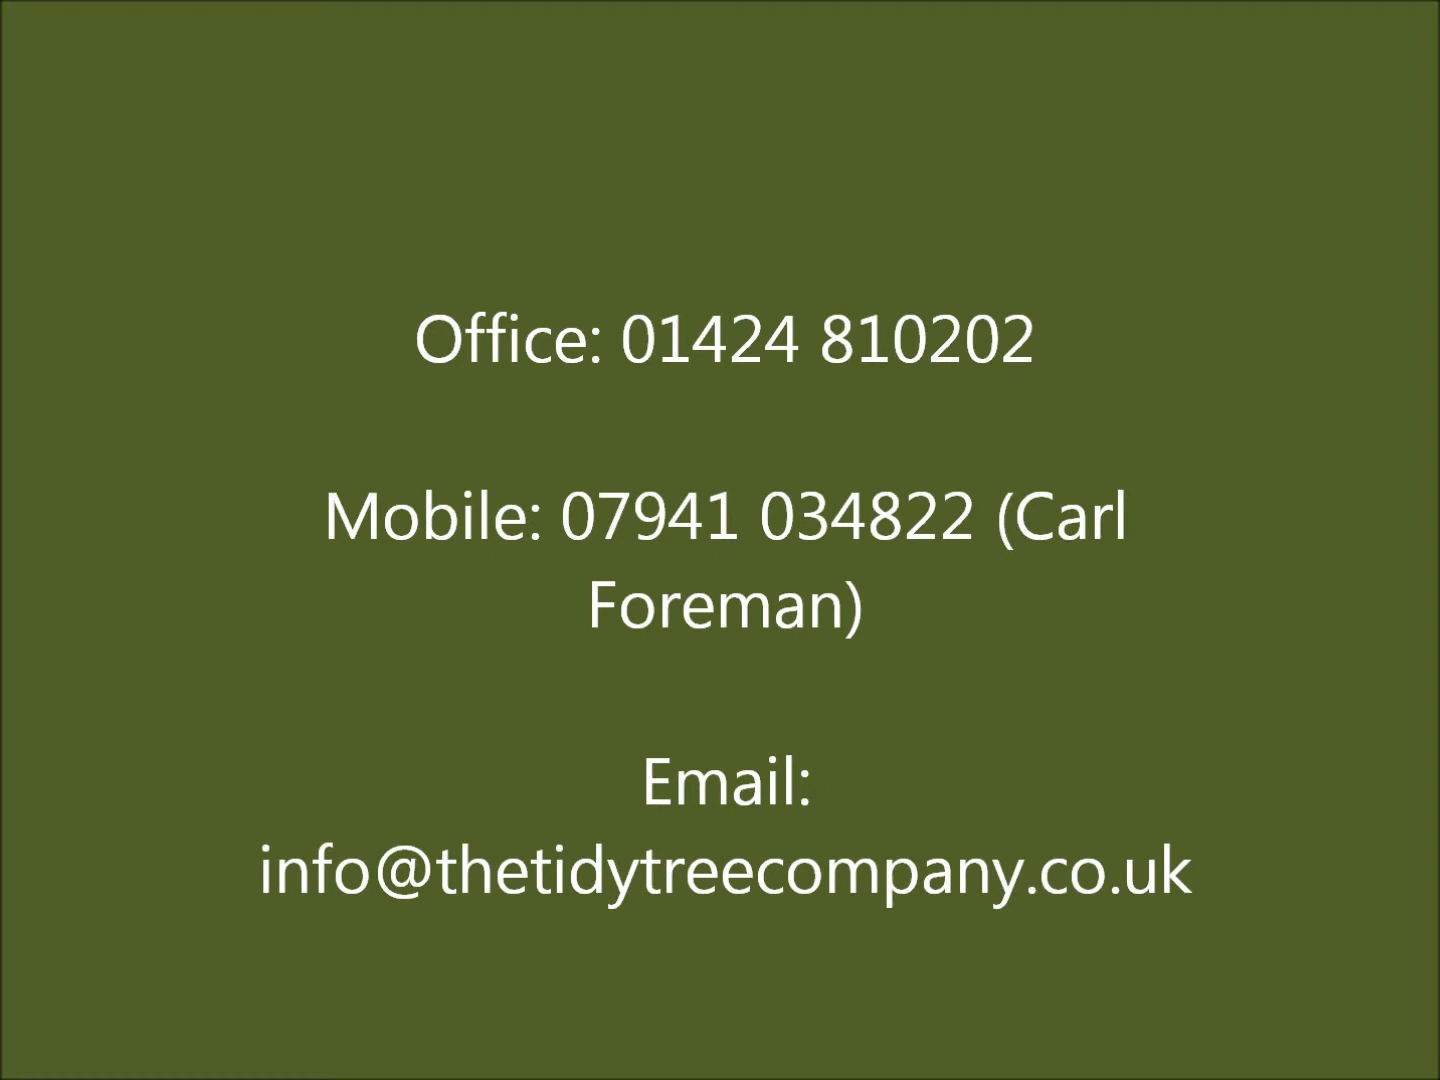 Office: 01424 810202
Mobile: 07941 034822 (Carl
Foreman)
Email:
info@thetidytreecompany.co.uk